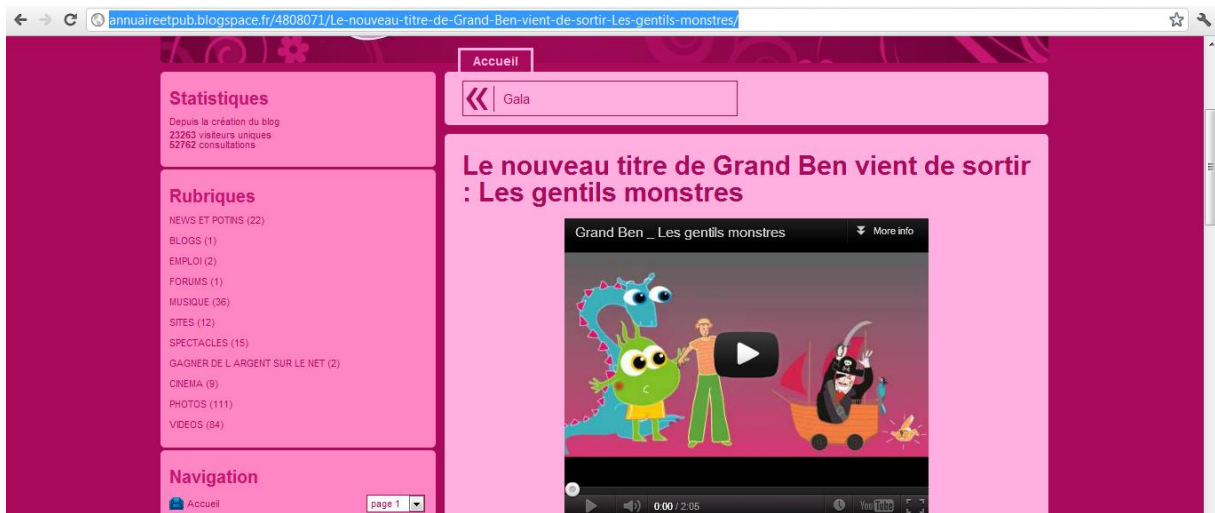 annuaireetpub.blogspace.fr/4808071/Le-nouveau-titre-de-Grand-Ben-vient-de-sortir-Les-gentils-monstres/
Accueil
Statistiques
Depuis la création du blog
23263 visiteurs uniques
52762 consultations
Rubriques
NEWS ET POTINS (22)
BLOGS (1)
EMPLOI (2)
FORUMS (1)
MUSIQUE (36)
SITES (12)
SPECTACLES (15)
GAGNER DE L ARGENT SUR LE NET (2)
CINEMA (9)
PHOTOS (111)
VIDEOS (84)
Navigation
Accueil
page 1
Gala
Le nouveau titre de Grand Ben vient de sortir
: Les gentils monstres
Grand Ben _ Les gentils monstres
More info
0:00 / 2:05
YouTube